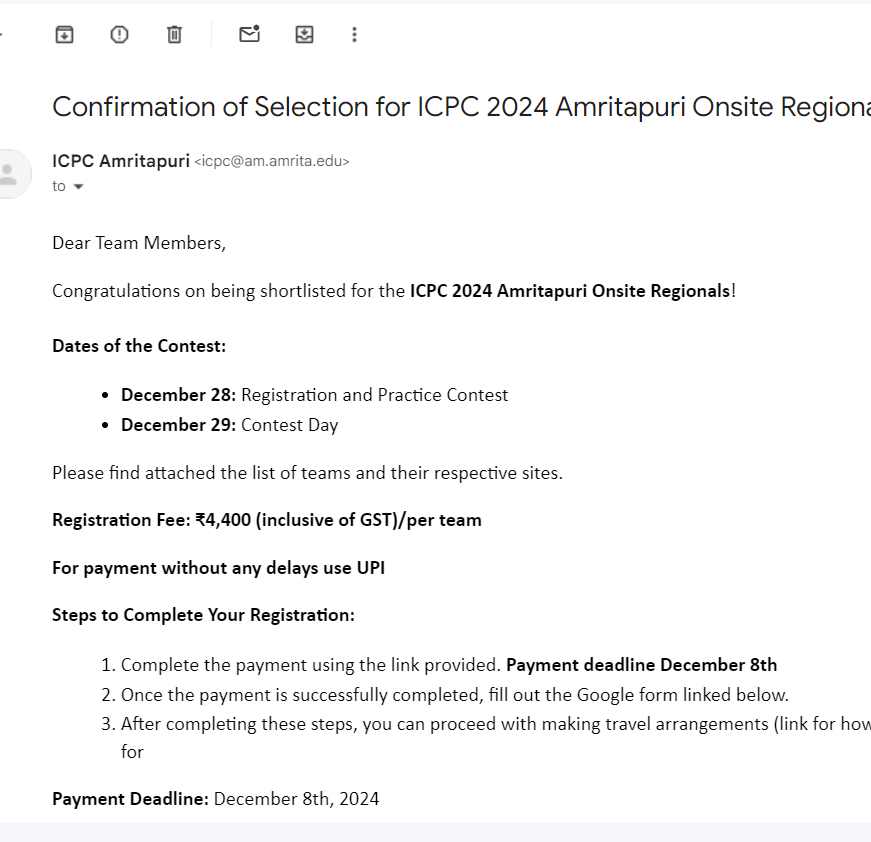 Confirmation of Selection for ICPC 2024 Amritapuri Onsite Regiona
ICPC Amritapuri <icpc@am.amrita.edu>
to
Dear Team Members,
Congratulations on being shortlisted for the ICPC 2024 Amritapuri Onsite Regionals!
Dates of the Contest:
• December 28: Registration and Practice Contest
• December 29: Contest Day
Please find attached the list of teams and their respective sites.
Registration Fee: ₹4,400 (inclusive of GST)/per team
For payment without any delays use UPI
Steps to Complete Your Registration:
1. Complete the payment using the link provided. Payment deadline December 8th
2. Once the payment is successfully completed, fill out the Google form linked below.
3. After completing these steps, you can proceed with making travel arrangements (link for how
for
Payment Deadline: December 8th, 2024